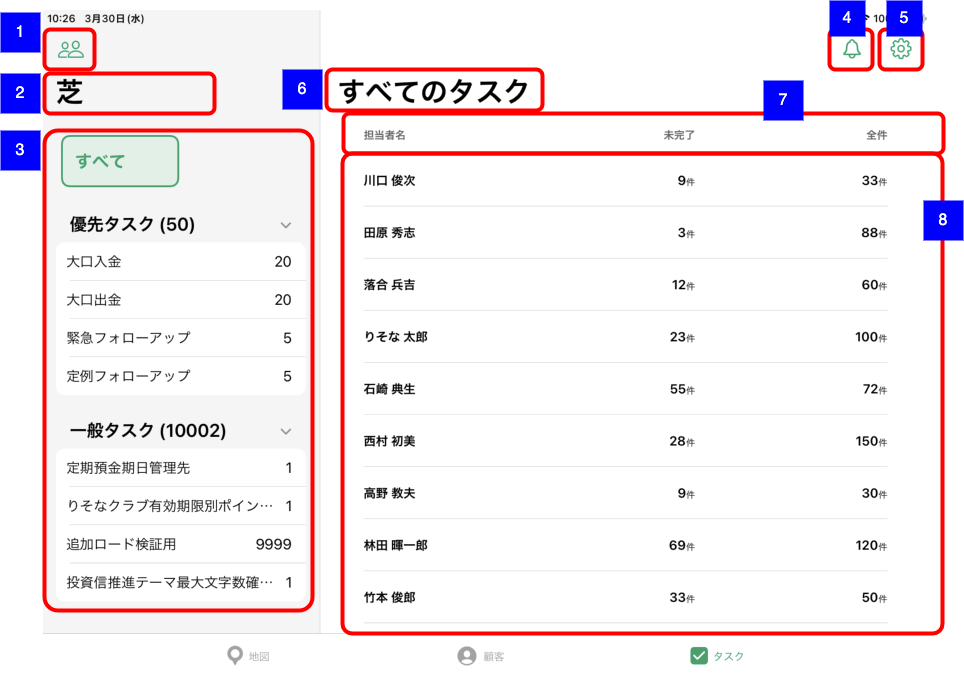 1
10:26 3月30日(水)
4
100
5
2
芝
6
すべてのタスク
7
3
すべて
担当者名 未完了 全件
川口 俊次 9件 33件
8
優先タスク (50)
田原 秀志 3件 88件
大口入金 20
落合 兵吉 12件 60件
大口出金 20
緊急フォローアップ 5
りそな 太郎 23件 100件
定例フォローアップ 5
石崎 典生 55件 72件
一般タスク (10002)
西村 初美 28件 150件
定期預金期日管理先 1
高野 教夫 9件 30件
りそなクラブ有効期限別ポイン… 1
追加ロード検証用 9999
林田 暉一郎 69件 120件
投資信推進テーマ最大文字数確… 1
竹本 俊郎 33件 50件
地図 顧客 タスク